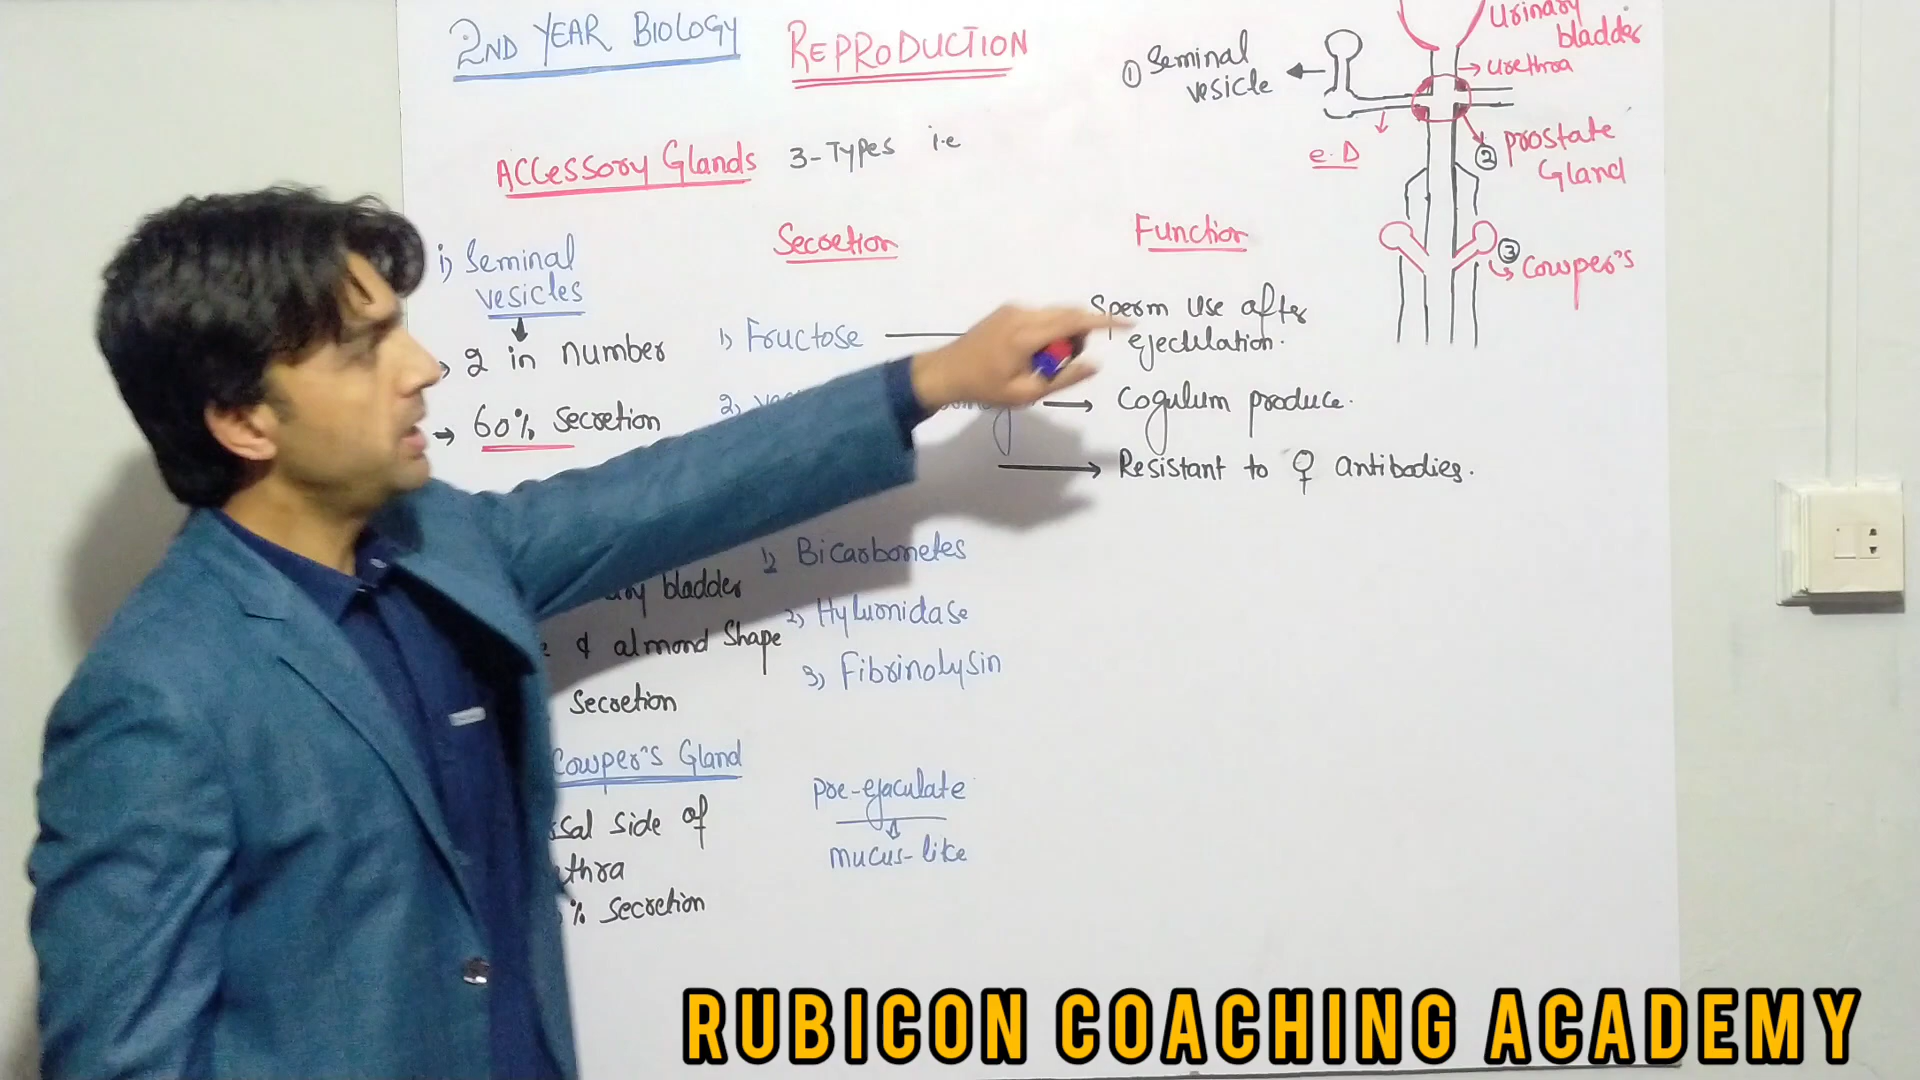 2ND YEAR BIOLOGY
REPRODUCTION
ACCessory Glands 3-Types i.e
i) Seminal
vesicles
2 in number
60% secretion
Secretion
1) Fructose
2)
Function
Sperm Use after
ejeculation.
Cogulum produce.
Resistant to ♀ antibodies.
bladder
& almond Shape
Secretion
1) Bicarbonetes
2) Hyluronidase
3) Fibrinolysin
Cowper's Gland
side of
% secretion
pre-ejaculate
mucus-like
① Seminal
vesicle
Urinary
bladder
urethra
e.D
② prostate
Gland
③ Cowper's
RUBICON COACHING ACADEMY